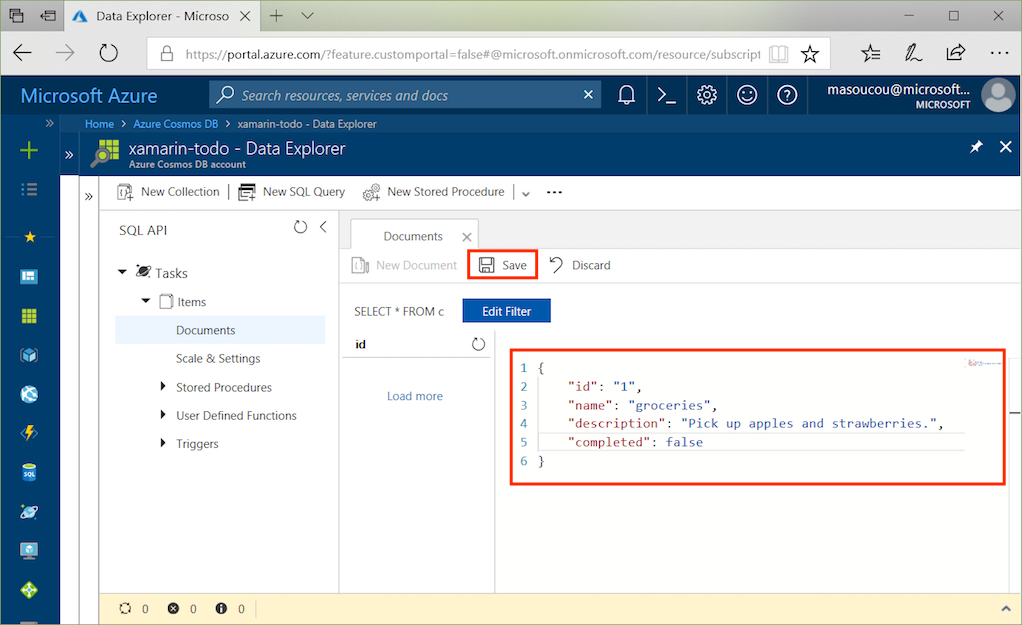 Data Explorer - Microso
https://portal.azure.com/?feature.customportal=false#@microsoft.onmicrosoft.com/resource/subscript
Microsoft Azure
Search resources, services and docs
masoucou@microsoft...
MICROSOFT
Home > Azure Cosmos DB > xamarin-todo - Data Explorer
xamarin-todo - Data Explorer
Azure Cosmos DB account
New Collection
New SQL Query
New Stored Procedure
SQL API
Documents
Tasks
New Document
Save
Discard
Items
SELECT * FROM c
Edit Filter
Documents
id
Scale & Settings
Load more
Stored Procedures
User Defined Functions
Triggers
1 {
2 "id": "1",
3 "name": "groceries",
4 "description": "Pick up apples and strawberries.",
5 "completed": false
6 }
SQL
0 0 0